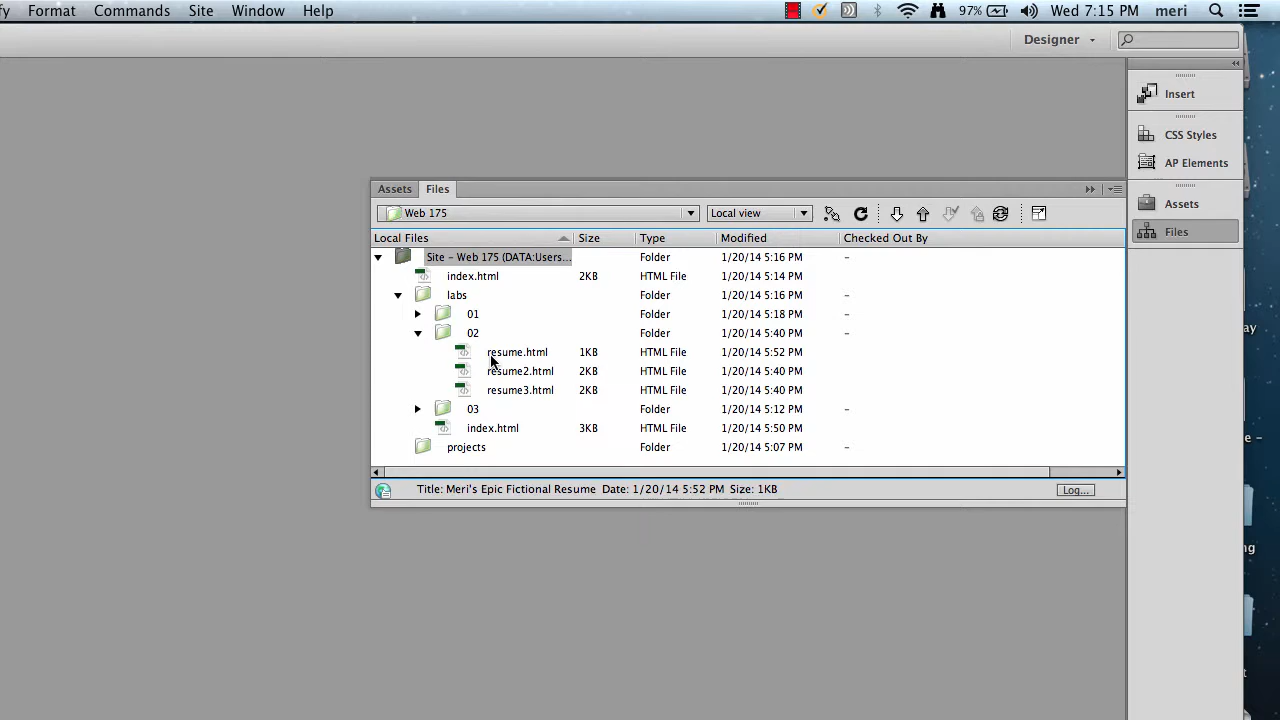 fy Format Commands Site Window Help 97% Wed 7:15 PM meri
Designer
Insert
CSS Styles
AP Elements
Assets
Files
Assets Files
Web 175 Local view
Local Files Size Type Modified Checked Out By
Site – Web 175 (DATA:Users... Folder 1/20/14 5:16 PM –
index.html 2KB HTML File 1/20/14 5:14 PM
labs Folder 1/20/14 5:16 PM –
01 Folder 1/20/14 5:18 PM –
02 Folder 1/20/14 5:40 PM –
resume.html 1KB HTML File 1/20/14 5:52 PM
resume2.html 2KB HTML File 1/20/14 5:40 PM
resume3.html 2KB HTML File 1/20/14 5:40 PM
03 Folder 1/20/14 5:12 PM –
index.html 3KB HTML File 1/20/14 5:50 PM
projects Folder 1/20/14 5:07 PM –
Title: Meri's Epic Fictional Resume Date: 1/20/14 5:52 PM Size: 1KB Log...
ay
e –
ng
t